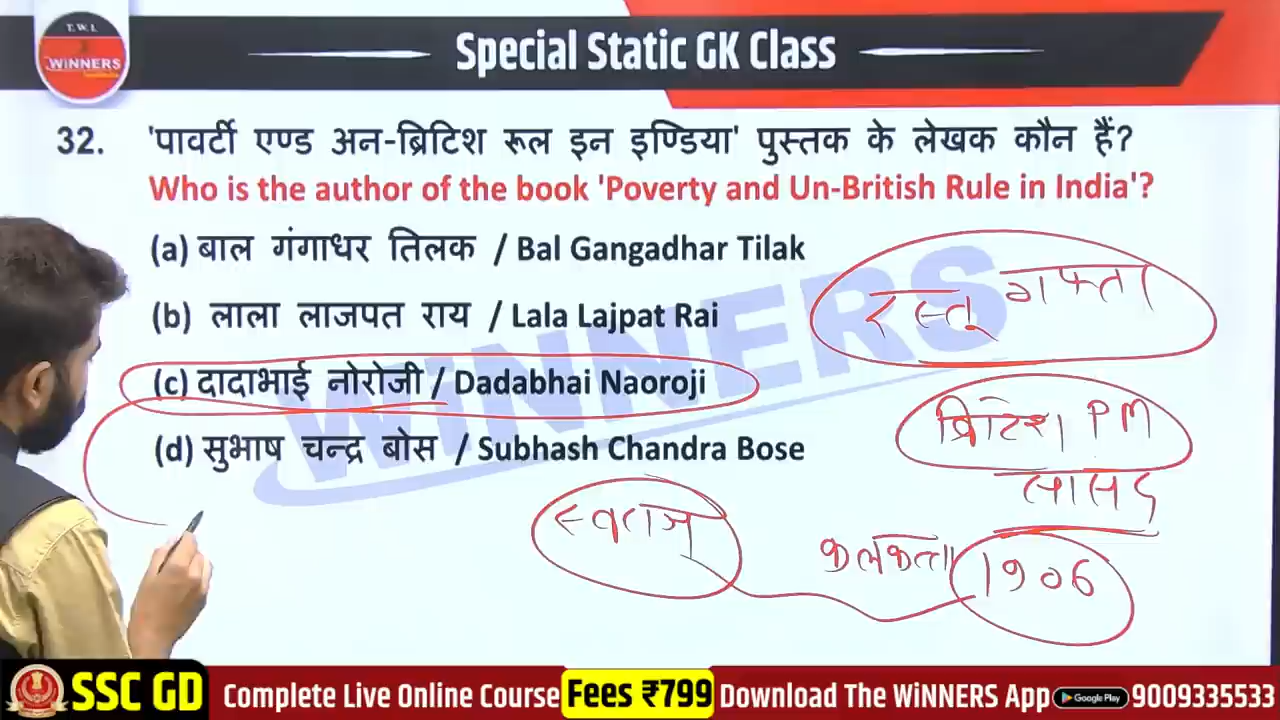 T.W.I.
WiNNERS
Special Static GK Class
32. 'पावर्टी एण्ड अन-ब्रिटिश रूल इन इण्डिया' पुस्तक के लेखक कौन हैं?
Who is the author of the book 'Poverty and Un-British Rule in India'?
(a) बाल गंगाधर तिलक / Bal Gangadhar Tilak
(b) लाला लाजपत राय / Lala Lajpat Rai
(c) दादाभाई नोरोजी / Dadabhai Naoroji
(d) सुभाष चन्द्र बोस / Subhash Chandra Bose
WINNERS
रस्तू गफ्ता
ब्रिटिश PM
सासद
स्वराज
कलकता 1906
SSC GD Complete Live Online Course Fees ₹799 Download The WiNNERS App Google Play 9009335533